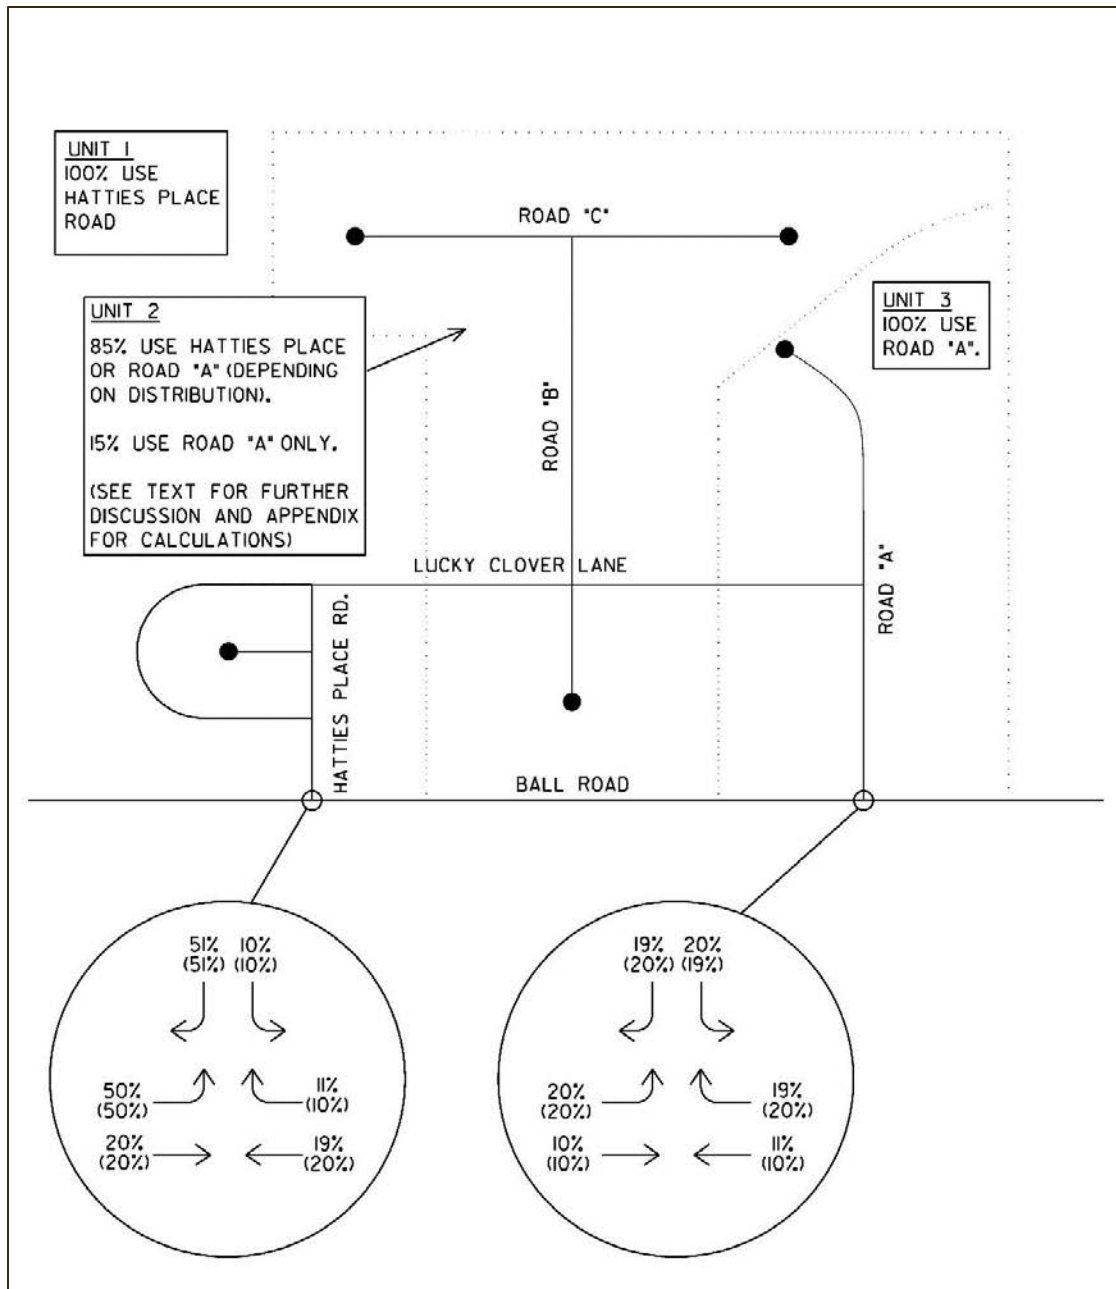 UNIT 1
100% USE
HATTIES PLACE
ROAD
ROAD "C"
UNIT 2
85% USE HATTIES PLACE
OR ROAD "A" (DEPENDING
ON DISTRIBUTION).
15% USE ROAD "A" ONLY.
(SEE TEXT FOR FURTHER
DISCUSSION AND APPENDIX
FOR CALCULATIONS)
UNIT 3
100% USE
ROAD "A".
ROAD "B"
LUCKY CLOVER LANE
ROAD "A"
HATTIES PLACE RD.
BALL ROAD
51% 10%
(51%) (10%)
50%
(50%)
11%
(10%)
20%
(20%)
19%
(20%)
19% 20%
(20%) (19%)
20%
(20%)
19%
(20%)
10%
(10%)
11%
(10%)